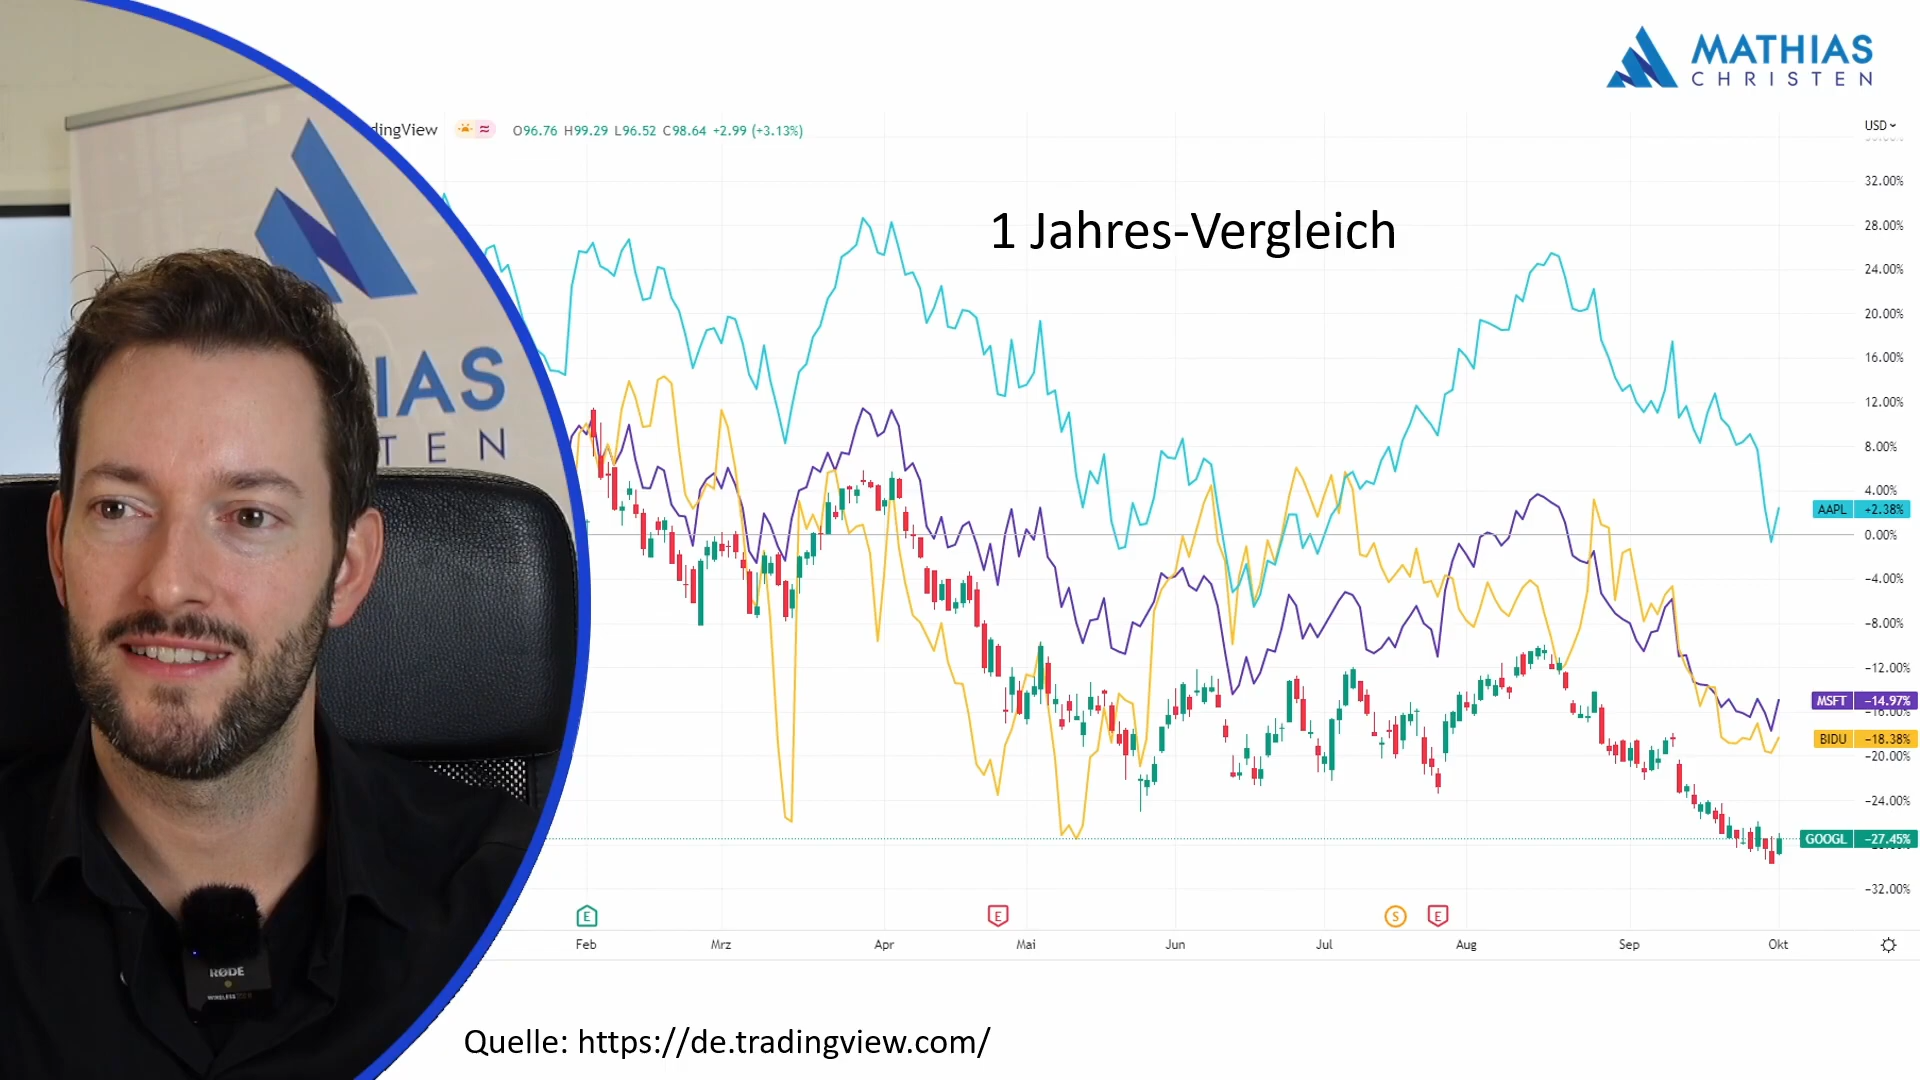 MATHIAS
CHRISTEN
dingView
O96.76 H99.29 L96.52 C98.64 +2.99 (+3.13%)
USD
1 Jahres-Vergleich
32.00%
28.00%
24.00%
20.00%
16.00%
12.00%
8.00%
4.00%
AAPL +2.38%
0.00%
−4.00%
−8.00%
−12.00%
MSFT −14.97%
−16.00%
BIDU −18.38%
−20.00%
−24.00%
GOOGL −27.45%
−32.00%
IAS
TEN
E
E
S
E
Feb
Mrz
Apr
Mai
Jun
Jul
Aug
Sep
Okt
RØDE
WIRELESS
Quelle: https://de.tradingview.com/